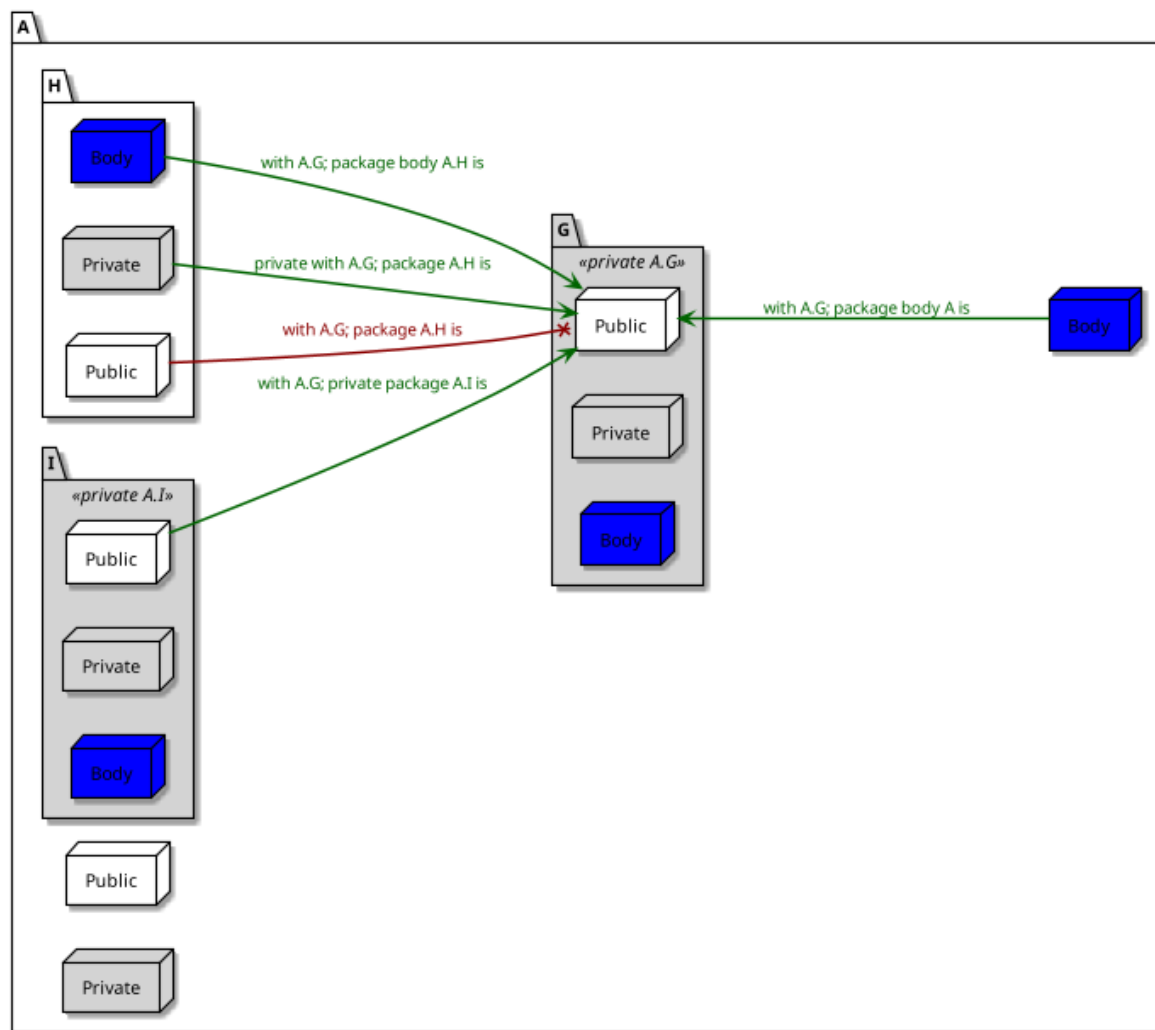 A
H
Body
with A.G; package body A.H is
Private
private with A.G; package A.H is
Public
with A.G; package A.H is
with A.G; private package A.I is
I
«private A.I»
Public
Private
Body
G
«private A.G»
Public
Private
Body
with A.G; package body A is
Body
Public
Private